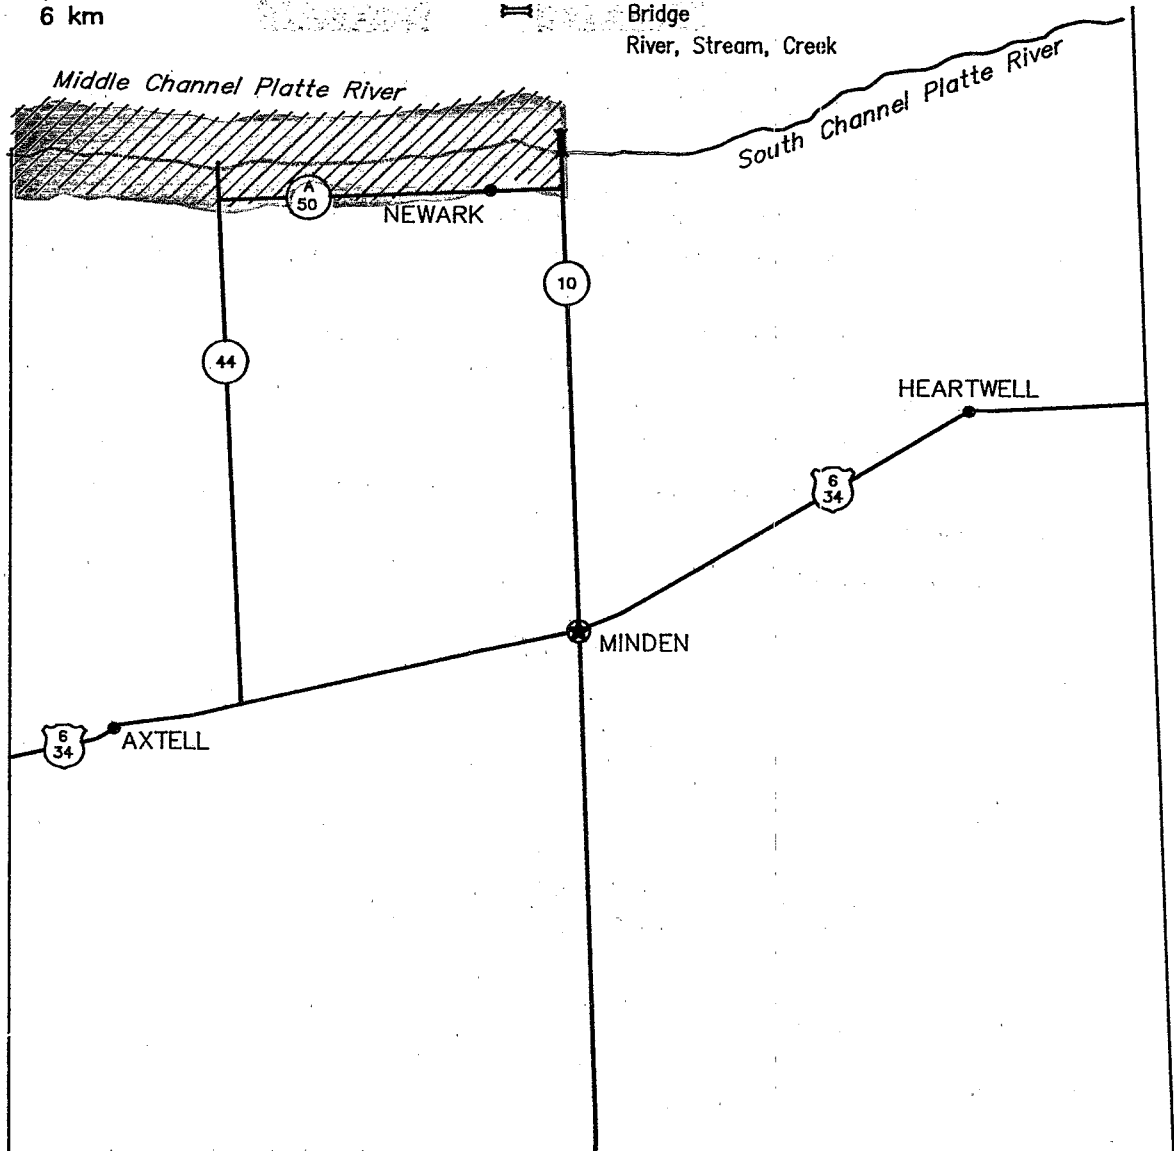 6 km
Bridge
River, Stream, Creek
Middle Channel Platte River
South Channel Platte River
A
50
NEWARK
10
44
HEARTWELL
6
34
MINDEN
6
34
AXTELL